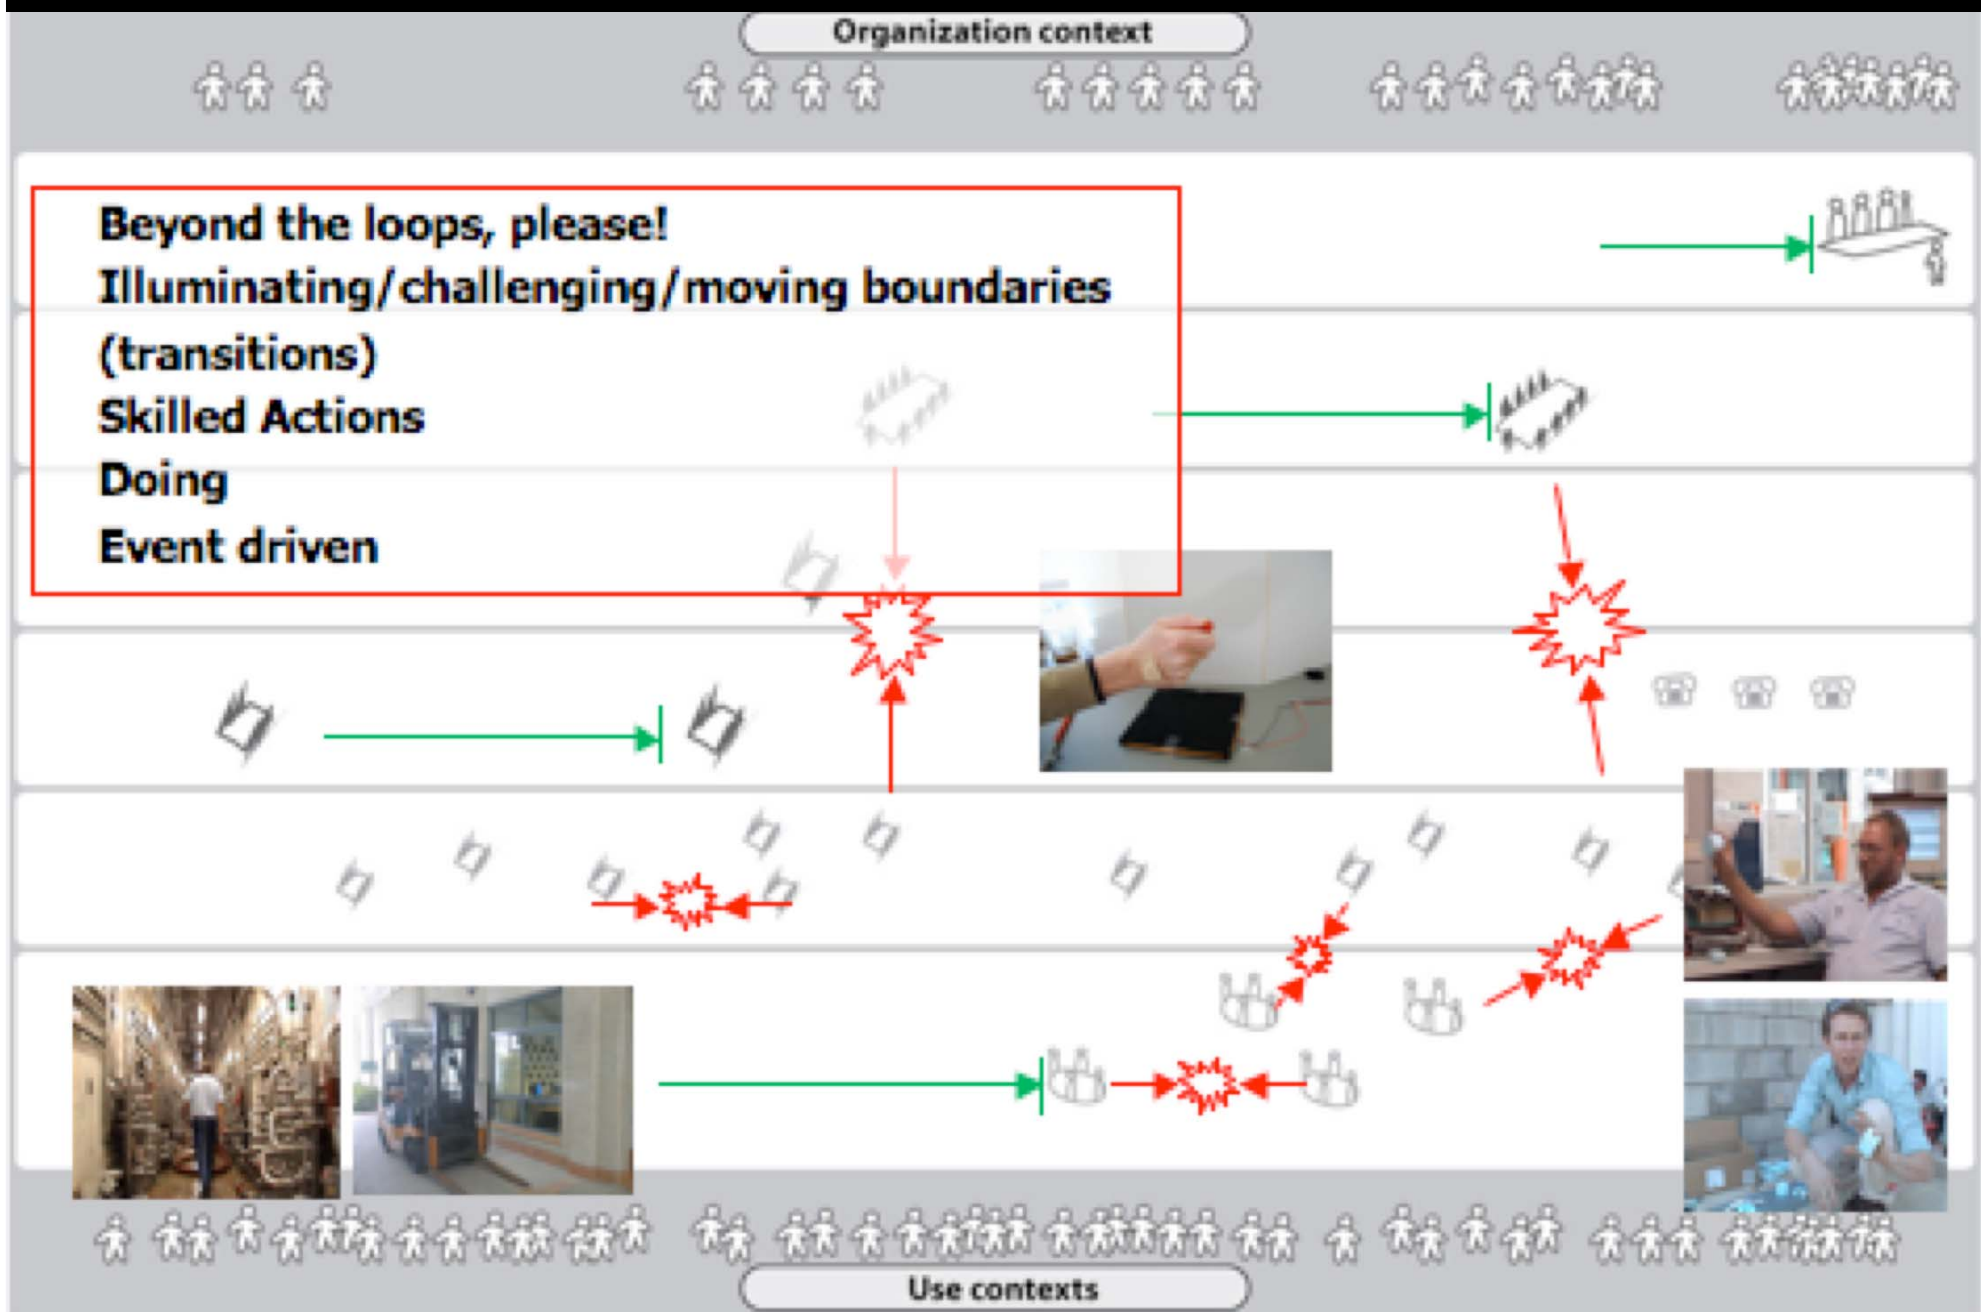 Organization context
Beyond the loops, please!
Illuminating/challenging/moving boundaries
(transitions)
Skilled Actions
Doing
Event driven
Use contexts